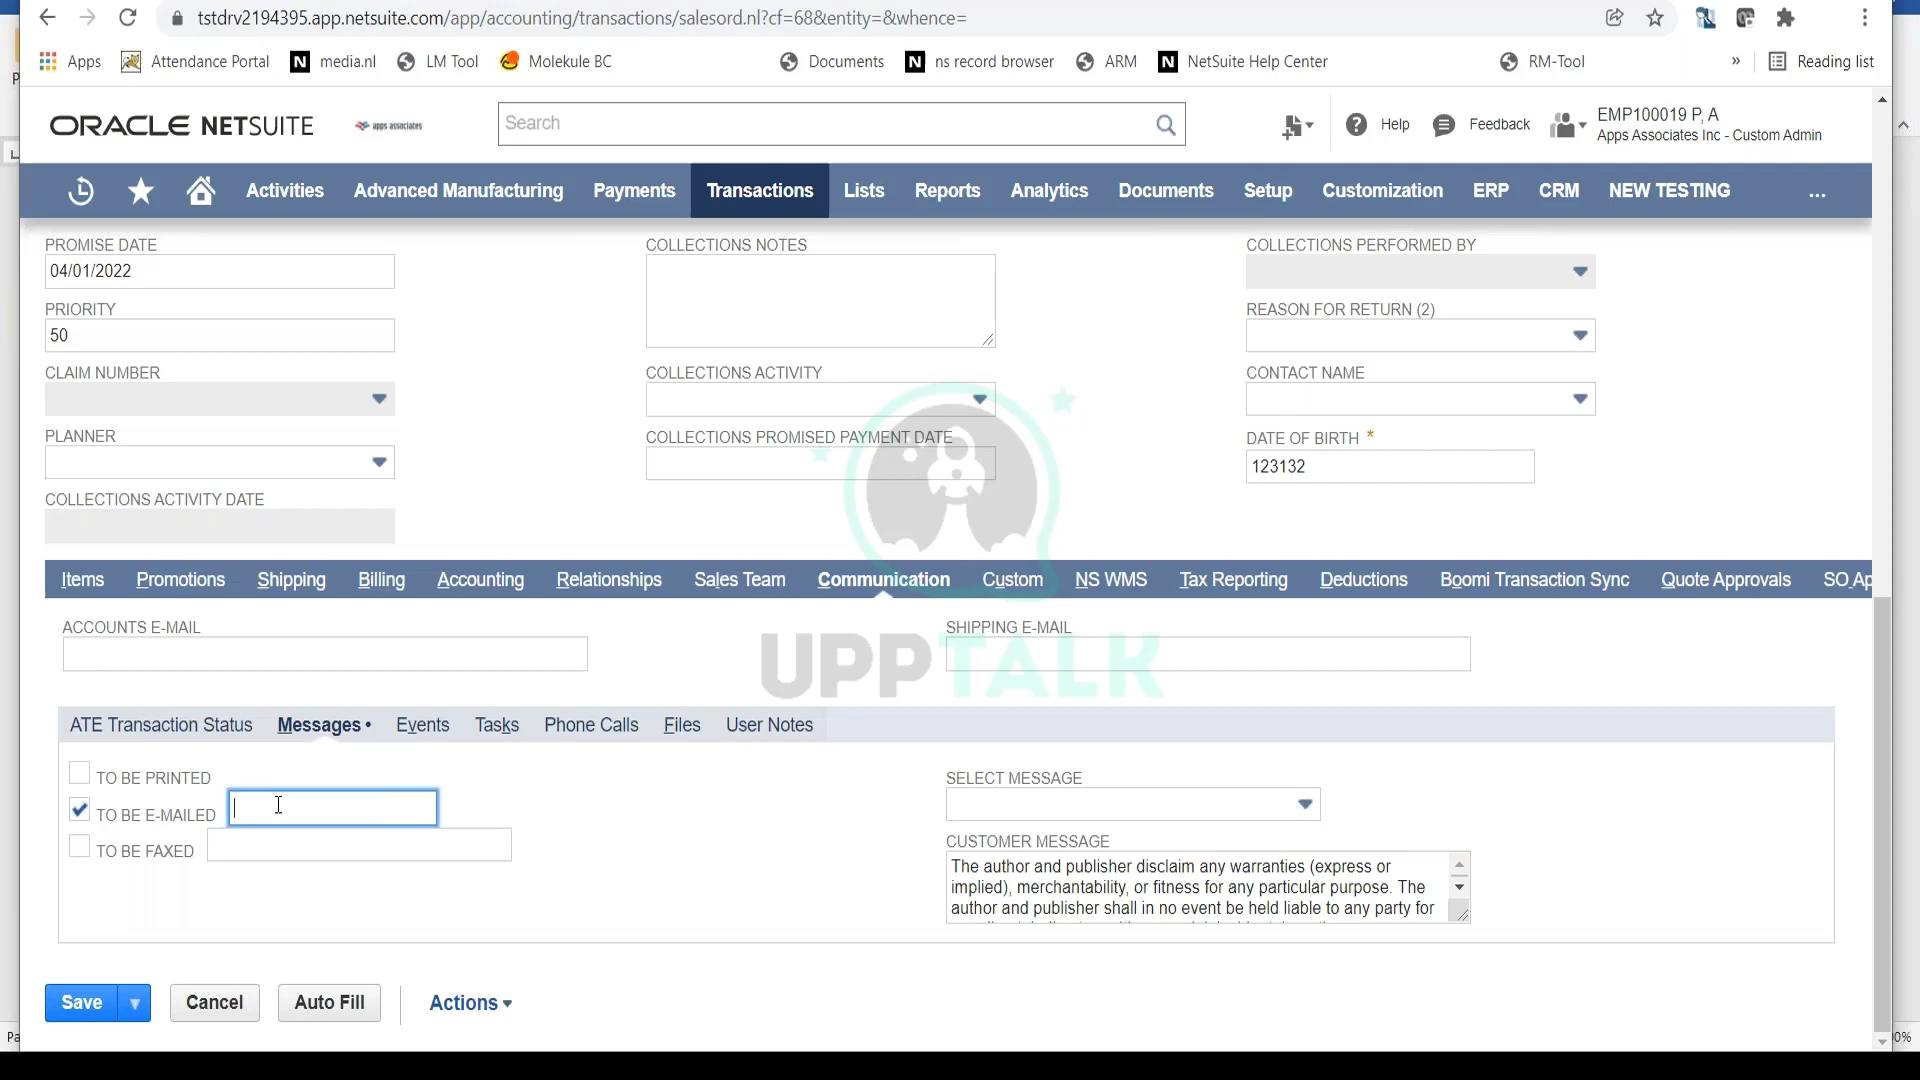 tstdrv2194395.app.netsuite.com/app/accounting/transactions/salesord.nl?cf=68&entity=&whence=
Apps Attendance Portal media.nl LM Tool Molekule BC Documents ns record browser ARM NetSuite Help Center RM-Tool » Reading list
ORACLE NETSUITE apps associates Search Help Feedback EMP100019 P, A
Apps Associates Inc - Custom Admin
Activities Advanced Manufacturing Payments Transactions Lists Reports Analytics Documents Setup Customization ERP CRM NEW TESTING ...
PROMISE DATE COLLECTIONS NOTES COLLECTIONS PERFORMED BY
04/01/2022
PRIORITY REASON FOR RETURN (2)
50
CLAIM NUMBER COLLECTIONS ACTIVITY CONTACT NAME
PLANNER COLLECTIONS PROMISED PAYMENT DATE DATE OF BIRTH *
123132
COLLECTIONS ACTIVITY DATE
Items Promotions Shipping Billing Accounting Relationships Sales Team Communication Custom NS WMS Tax Reporting Deductions Boomi Transaction Sync Quote Approvals SO Ap
ACCOUNTS E-MAIL SHIPPING E-MAIL
UPPTALK
ATE Transaction Status Messages • Events Tasks Phone Calls Files User Notes
TO BE PRINTED SELECT MESSAGE
TO BE E-MAILED
TO BE FAXED CUSTOMER MESSAGE
The author and publisher disclaim any warranties (express or
implied), merchantability, or fitness for any particular purpose. The
author and publisher shall in no event be held liable to any party for
Save Cancel Auto Fill Actions
Pa
00%